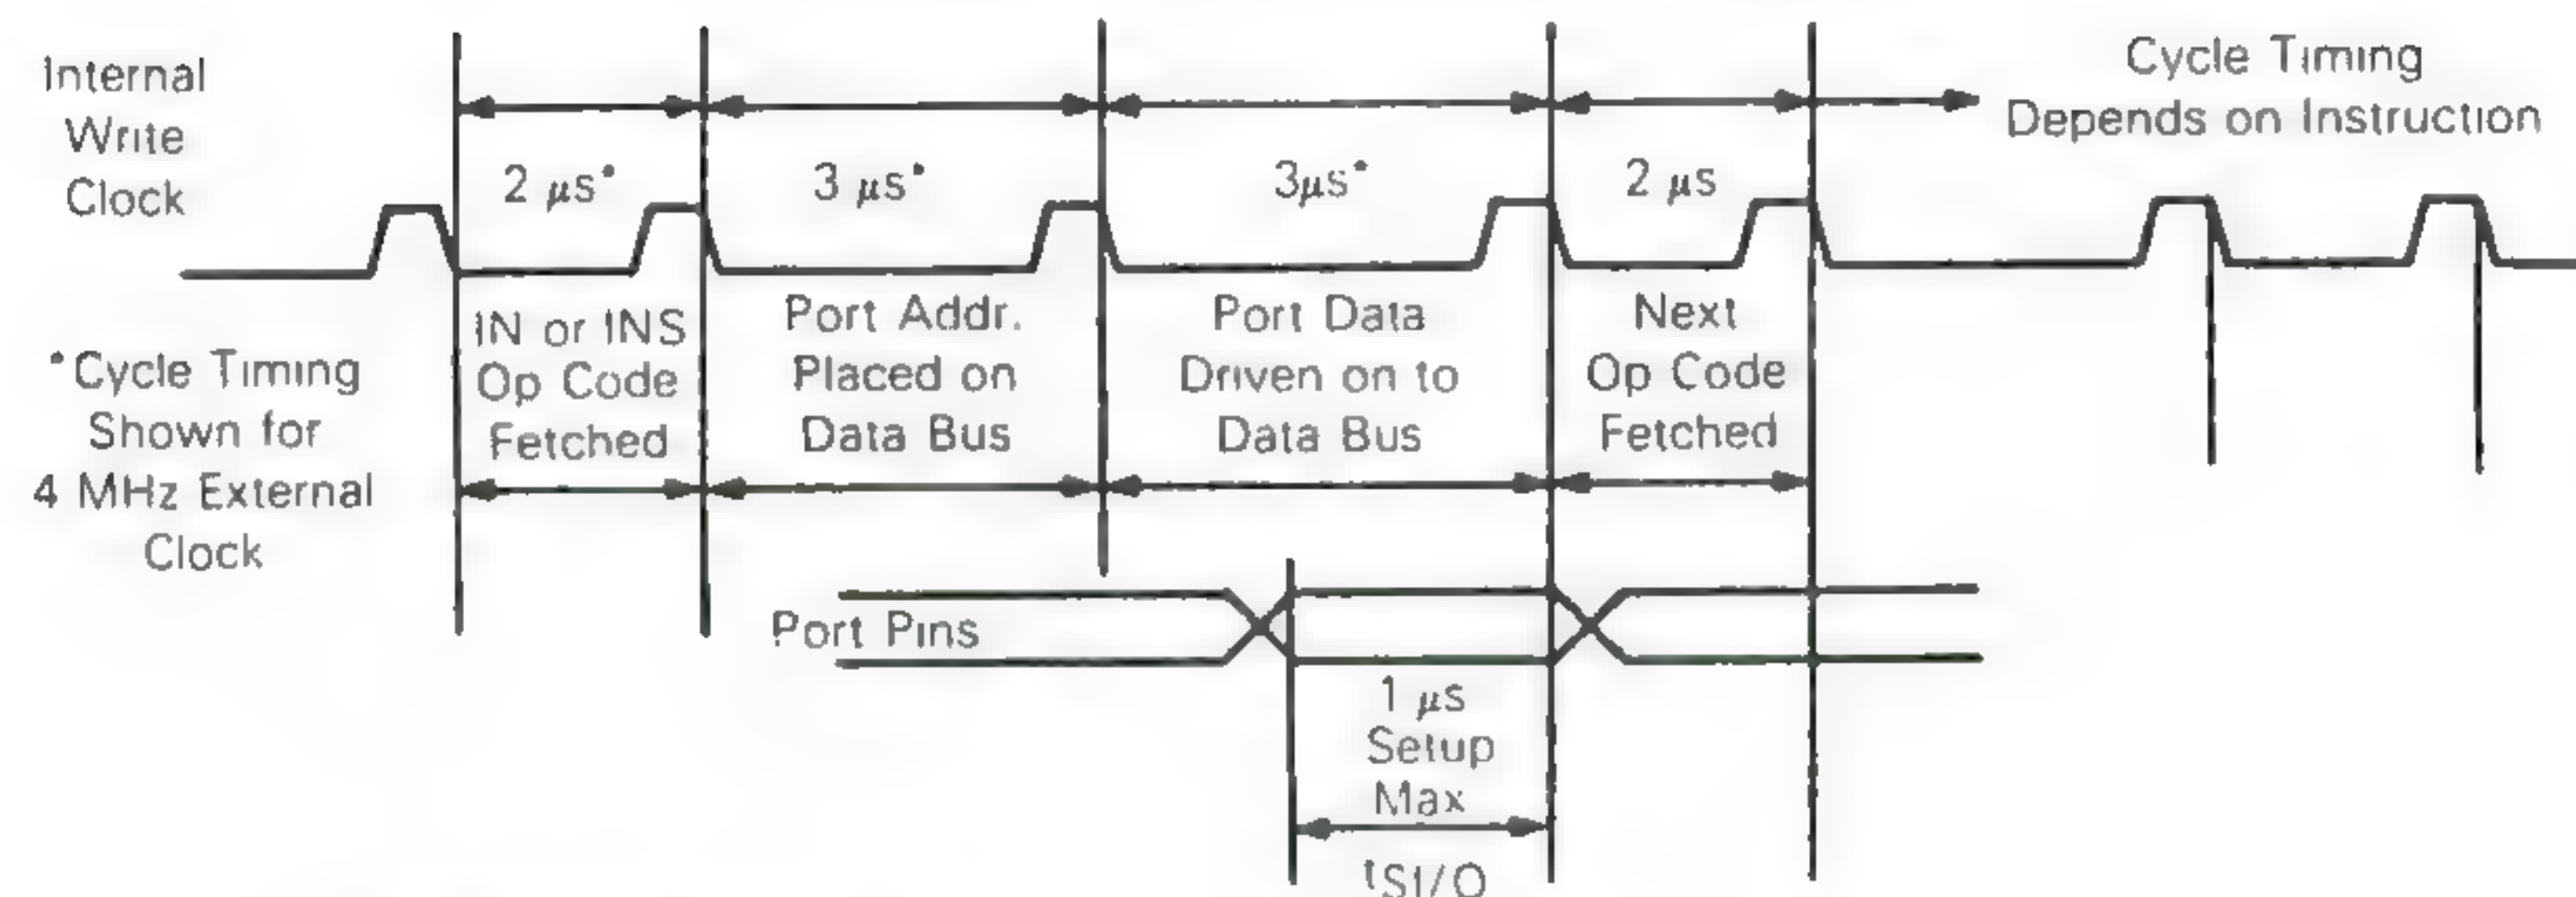 Internal
Write
Clock
2 μs*
3 μs*
3μs*
2 μs
Cycle Timing
Depends on Instruction
*Cycle Timing
Shown for
4 MHz External
Clock
IN or INS
Op Code
Fetched
Port Addr.
Placed on
Data Bus
Port Data
Driven on to
Data Bus
Next
Op Code
Fetched
Port Pins
1 μs
Setup
Max
tSI/O